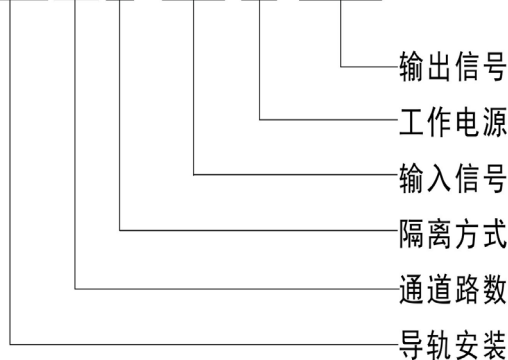 输出信号
工作电源
输入信号
隔离方式
通道路数
导轨安装